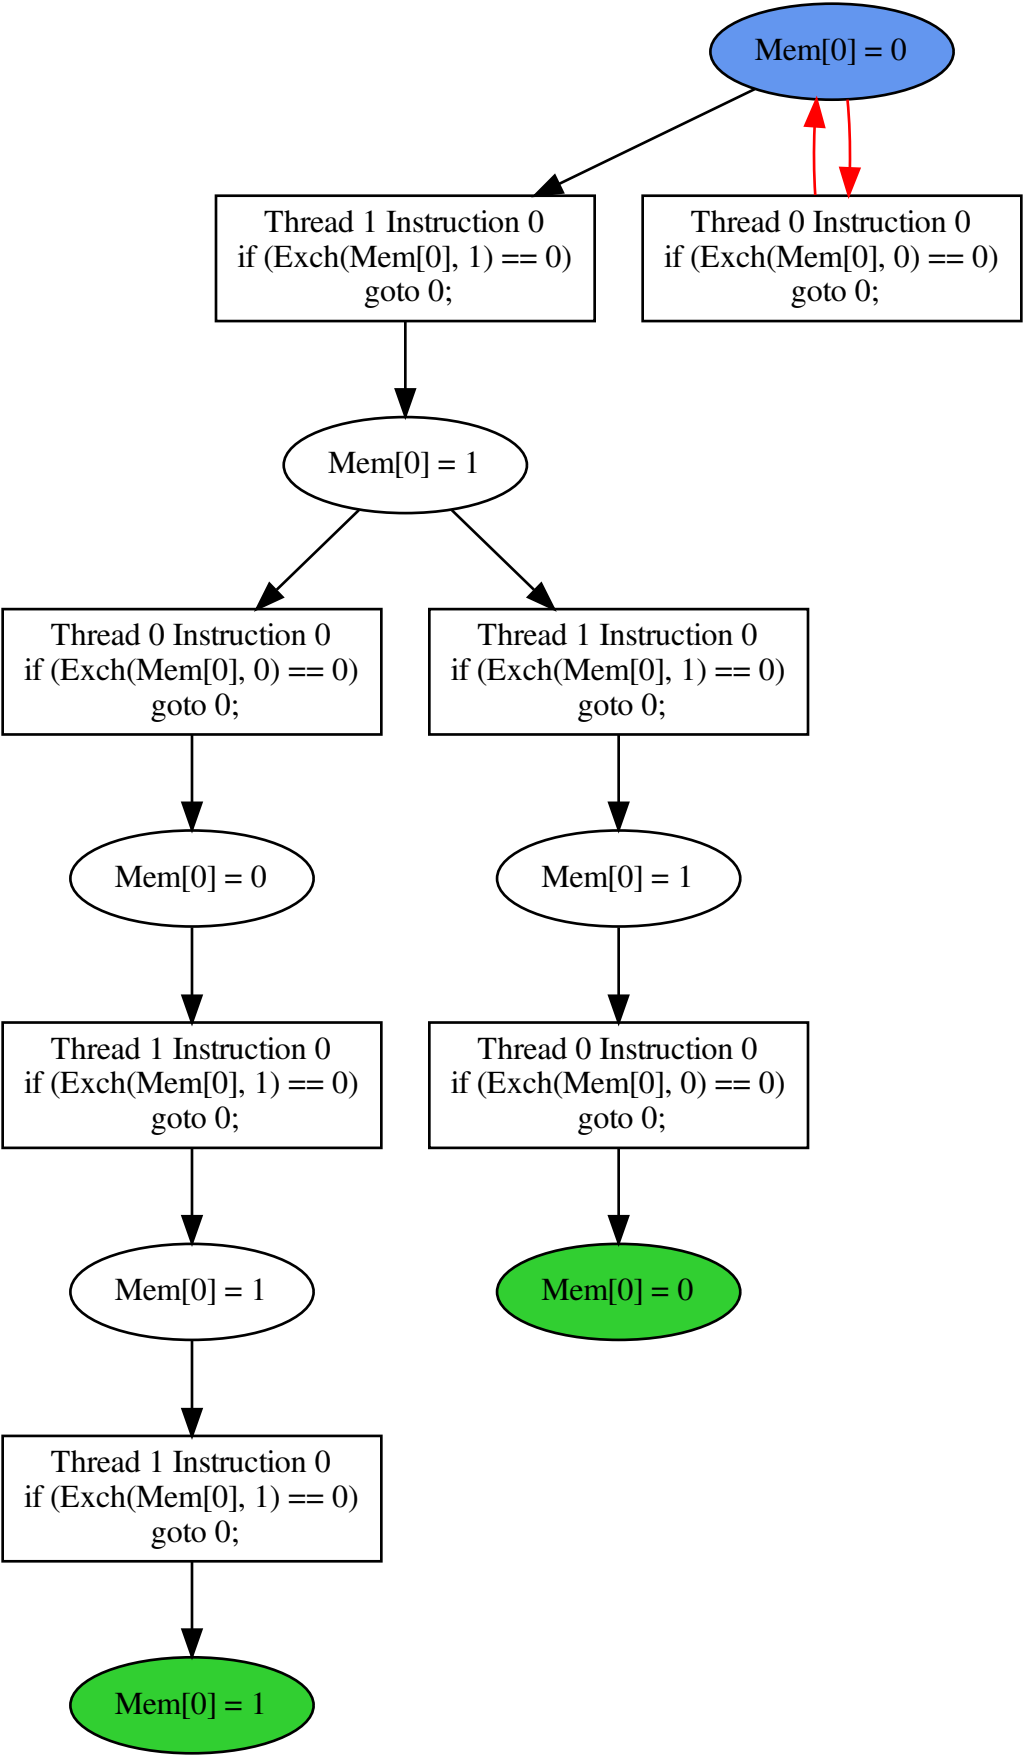 Mem[0] = 0
Thread 1 Instruction 0
if (Exch(Mem[0], 1) == 0)
goto 0;
Thread 0 Instruction 0
if (Exch(Mem[0], 0) == 0)
goto 0;
Mem[0] = 1
Thread 0 Instruction 0
if (Exch(Mem[0], 0) == 0)
goto 0;
Thread 1 Instruction 0
if (Exch(Mem[0], 1) == 0)
goto 0;
Mem[0] = 0
Mem[0] = 1
Thread 1 Instruction 0
if (Exch(Mem[0], 1) == 0)
goto 0;
Thread 0 Instruction 0
if (Exch(Mem[0], 0) == 0)
goto 0;
Mem[0] = 1
Mem[0] = 0
Thread 1 Instruction 0
if (Exch(Mem[0], 1) == 0)
goto 0;
Mem[0] = 1